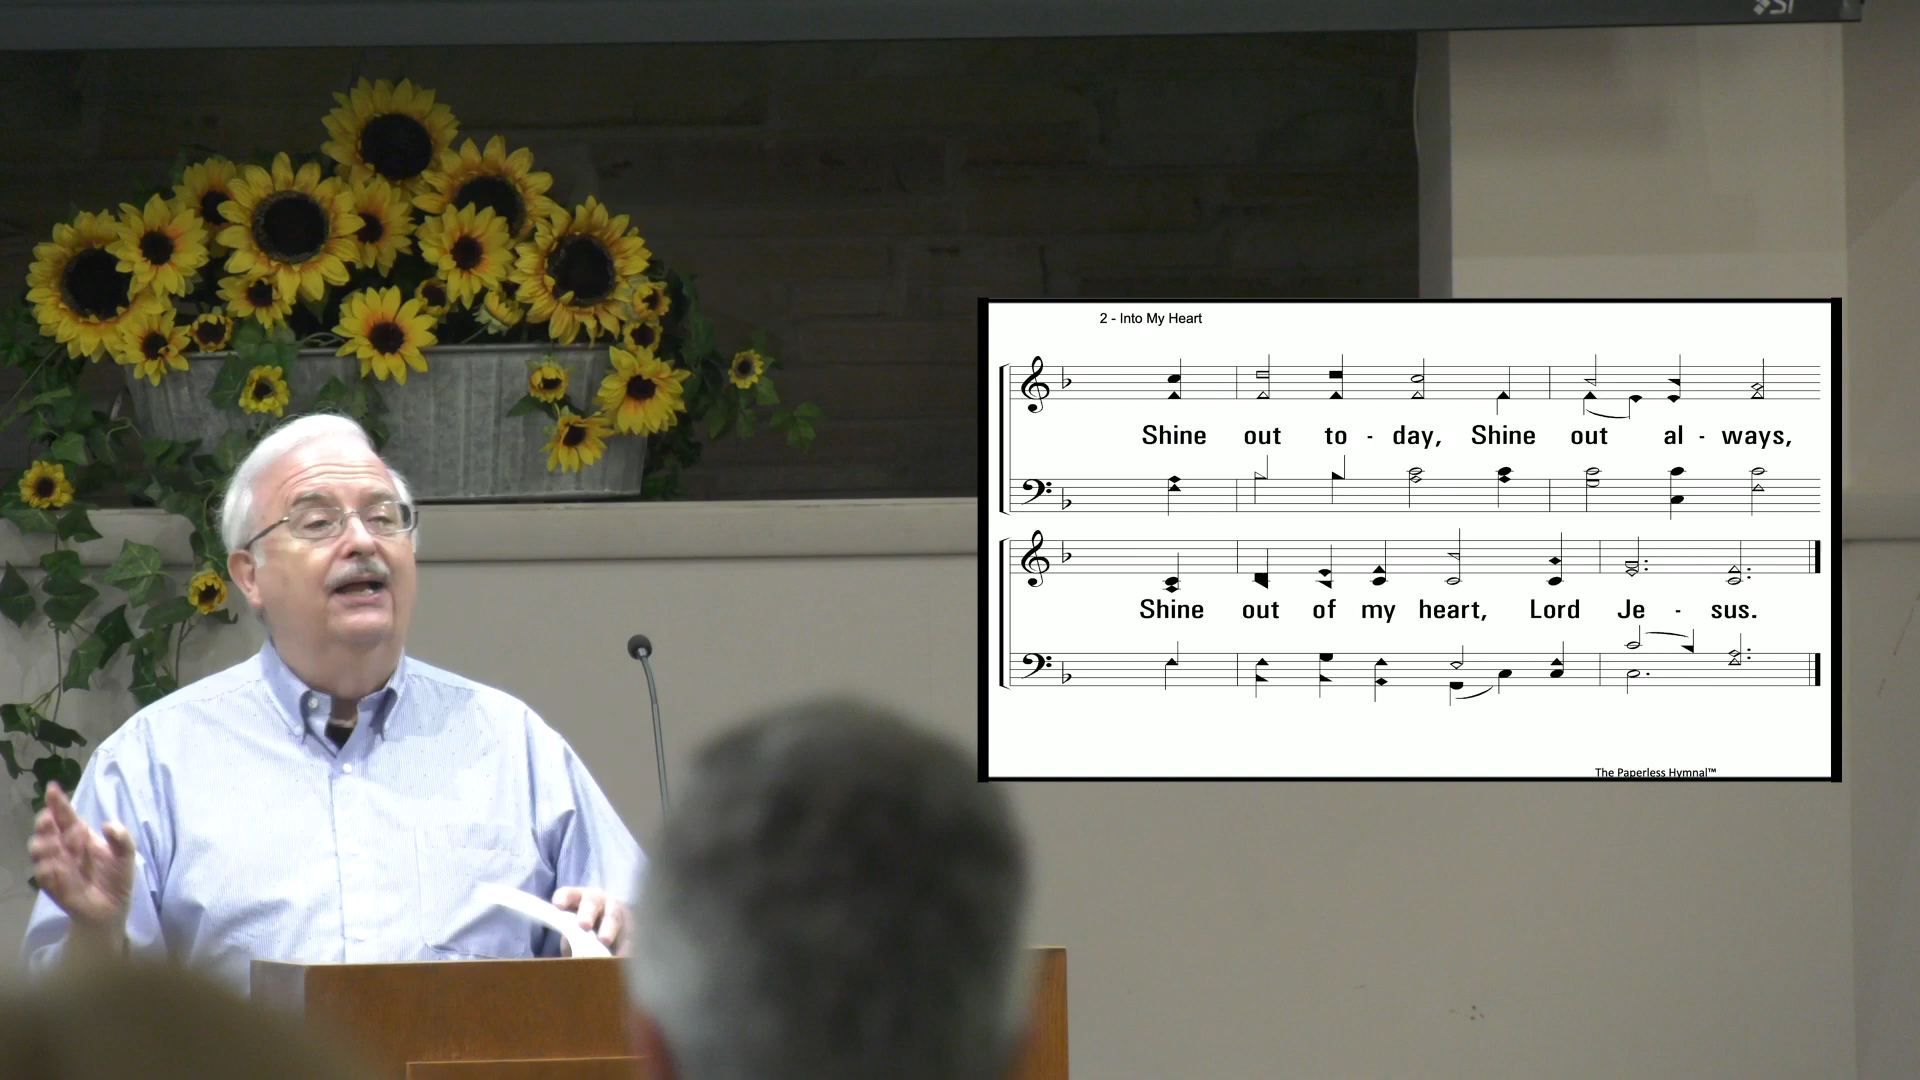 2 - Into My Heart
Shine out to - day, Shine out al - ways,
Shine out of my heart, Lord Je - sus.
The Paperless Hymnal™